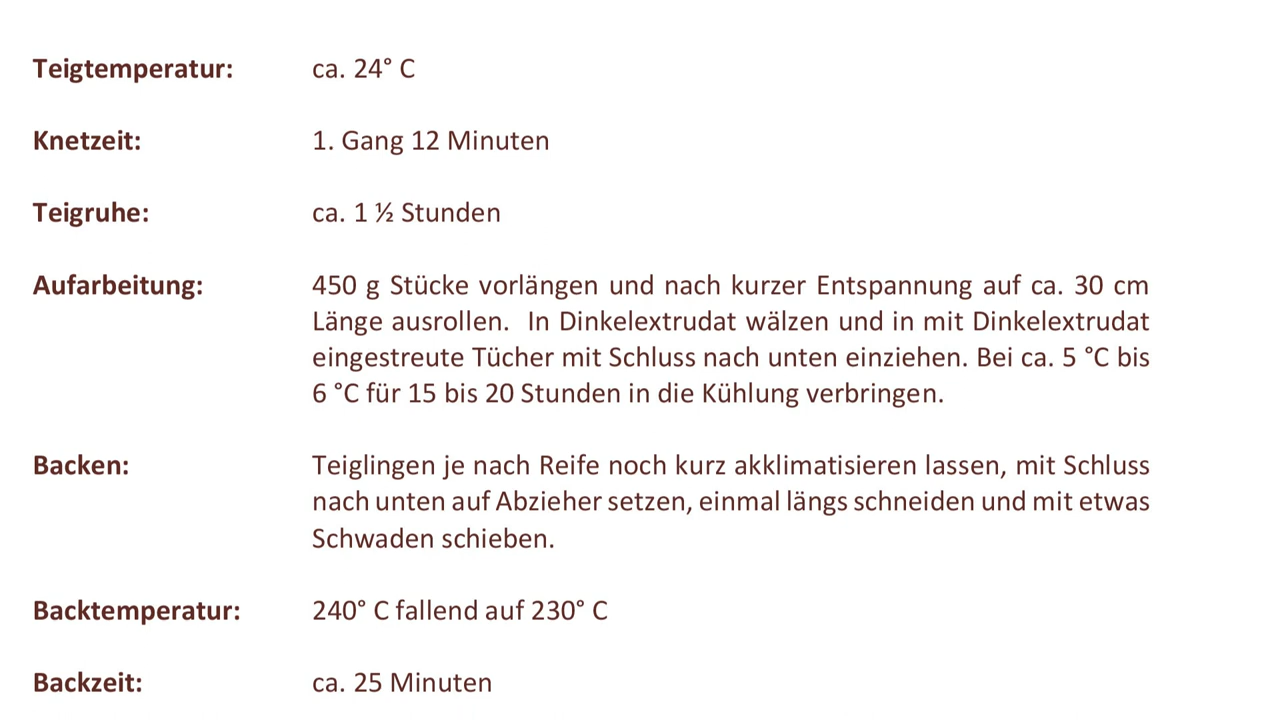 Teigtemperatur: ca. 24° C
Knetzeit: 1. Gang 12 Minuten
Teigruhe: ca. 1 ½ Stunden
Aufarbeitung: 450 g Stücke vorlängen und nach kurzer Entspannung auf ca. 30 cm
Länge ausrollen.  In Dinkelextrudat wälzen und in mit Dinkelextrudat
eingestreute Tücher mit Schluss nach unten einziehen. Bei ca. 5 °C bis
6 °C für 15 bis 20 Stunden in die Kühlung verbringen.
Backen: Teiglingen je nach Reife noch kurz akklimatisieren lassen, mit Schluss
nach unten auf Abzieher setzen, einmal längs schneiden und mit etwas
Schwaden schieben.
Backtemperatur: 240° C fallend auf 230° C
Backzeit: ca. 25 Minuten